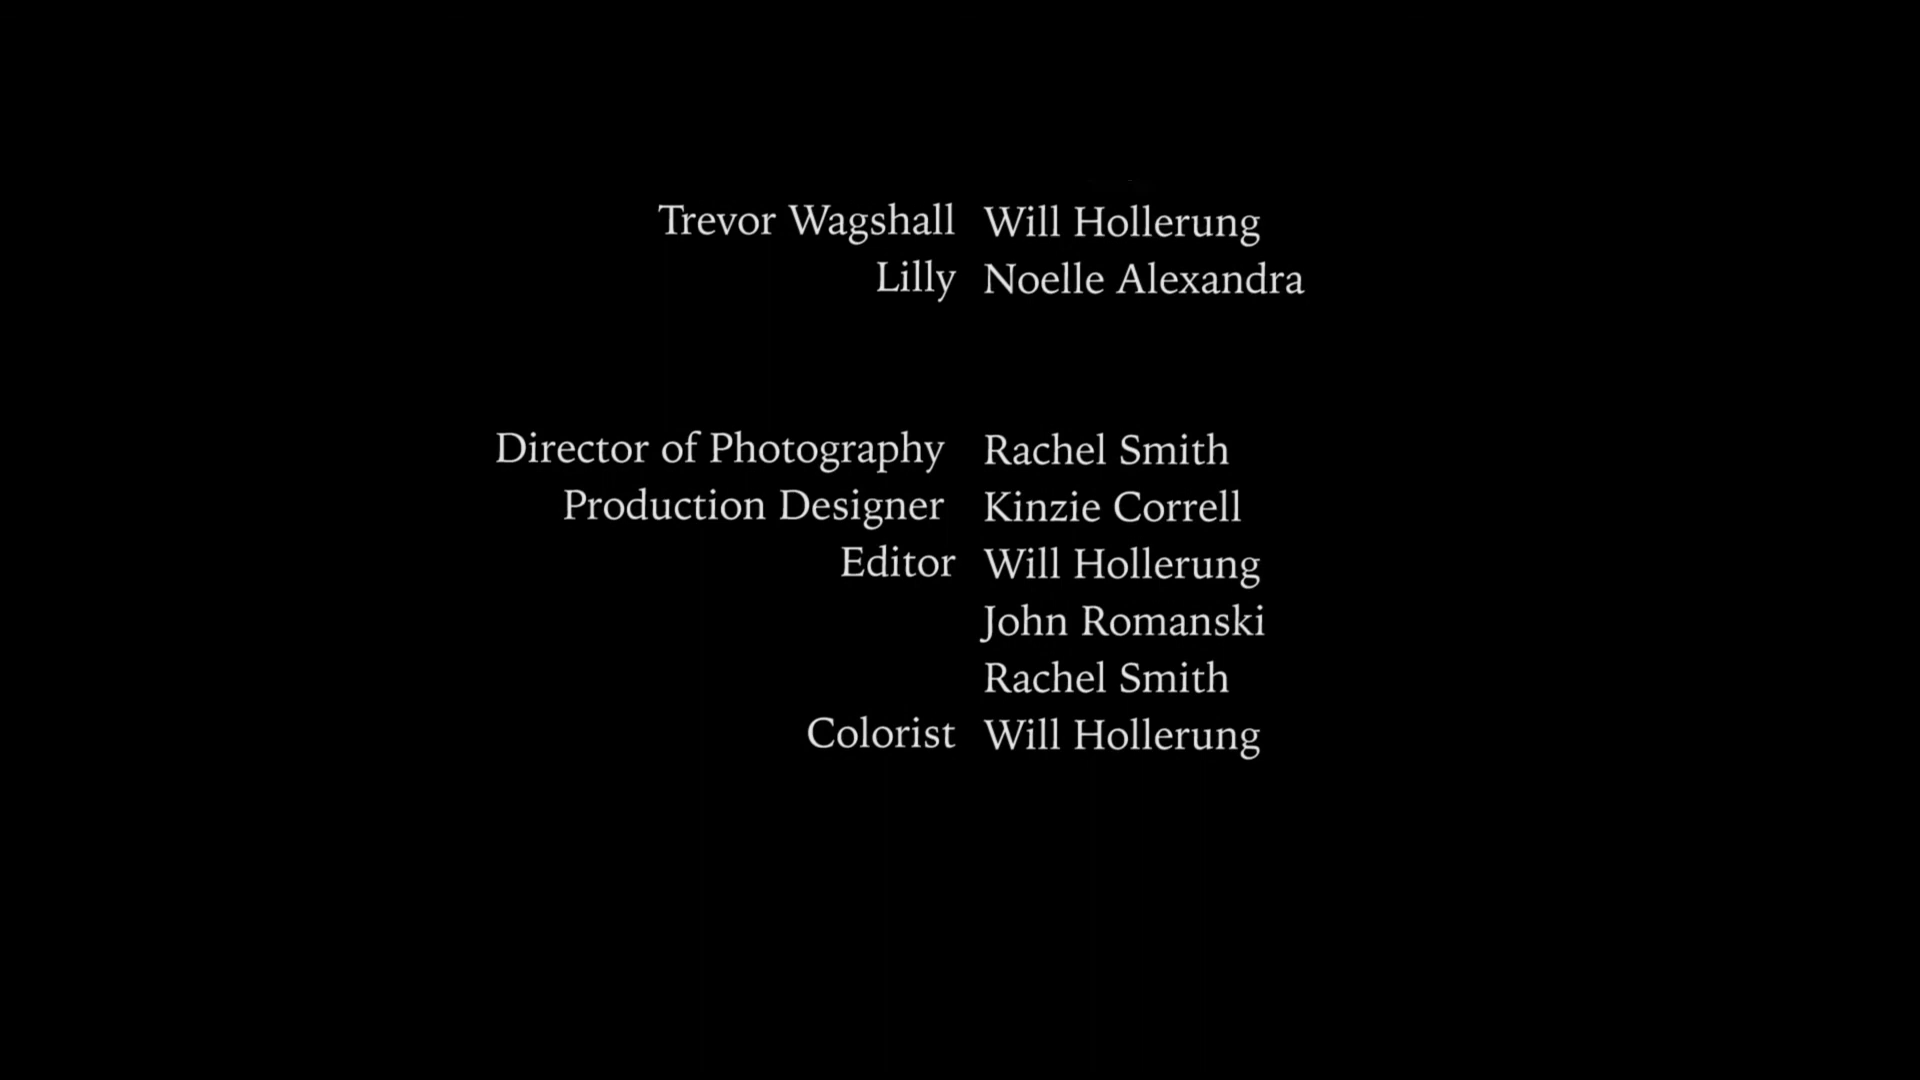 Trevor Wagshall Will Hollerung
Lilly Noelle Alexandra
Director of Photography Rachel Smith
Production Designer Kinzie Correll
Editor Will Hollerung
John Romanski
Rachel Smith
Colorist Will Hollerung